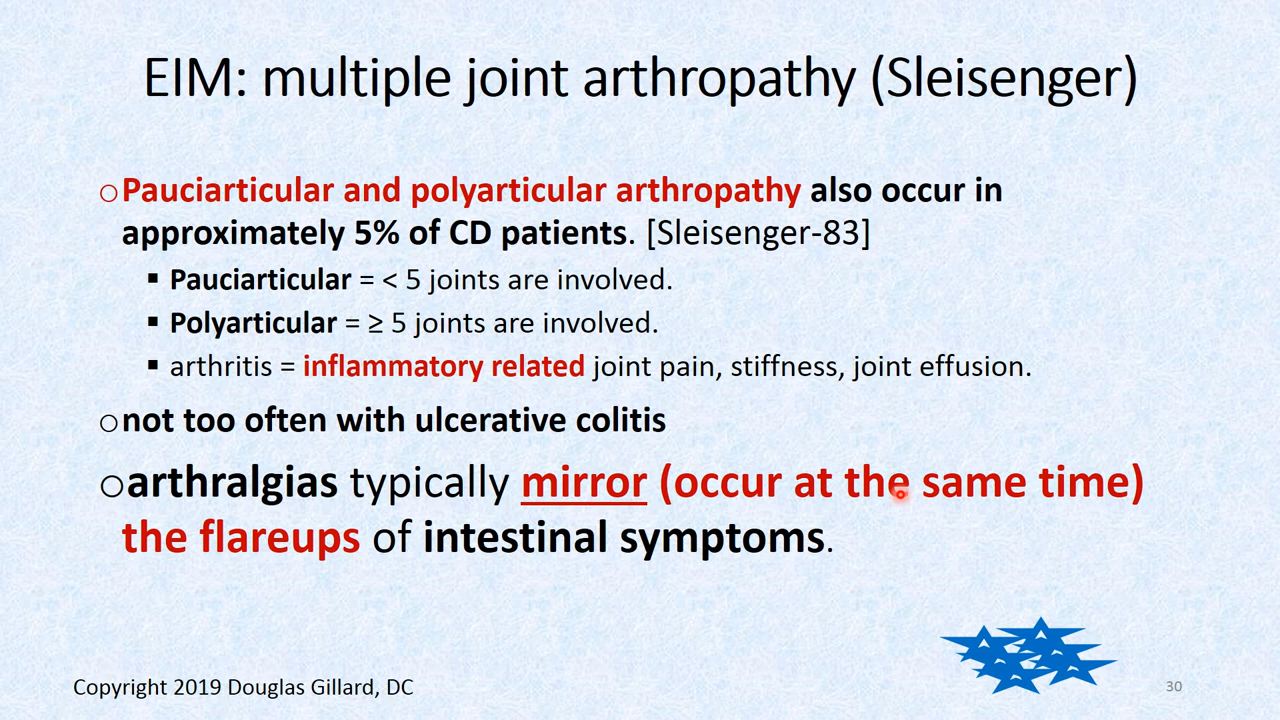 EIM: multiple joint arthropathy (Sleisenger)
○Pauciarticular and polyarticular arthropathy also occur in
approximately 5% of CD patients. [Sleisenger-83]
▪ Pauciarticular = < 5 joints are involved.
▪ Polyarticular = ≥ 5 joints are involved.
▪ arthritis = inflammatory related joint pain, stiffness, joint effusion.
○not too often with ulcerative colitis
○arthralgias typically mirror (occur at the same time)
the flareups of intestinal symptoms.
Copyright 2019 Douglas Gillard, DC
30